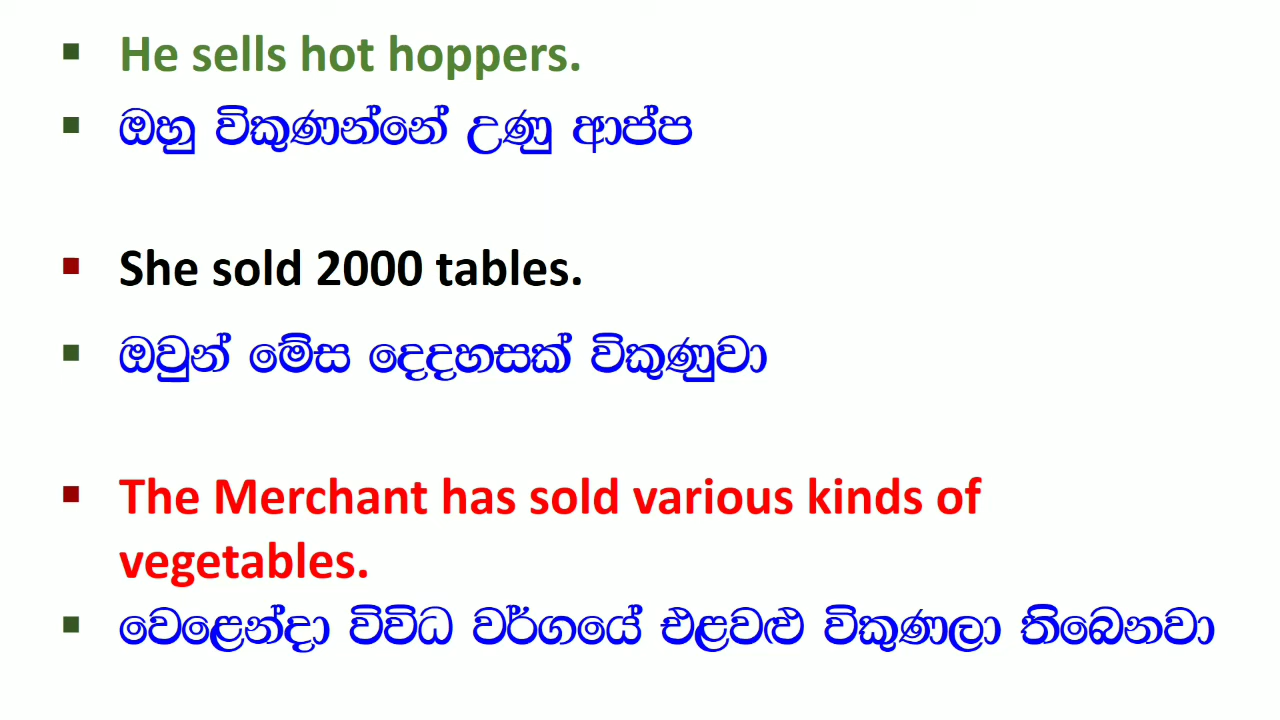 He sells hot hoppers.
ඔහු විකුණන්නේ උණු ආප්ප
She sold 2000 tables.
ඔවුන් මේස දෙදහසක් විකුණුවා
The Merchant has sold various kinds of
vegetables.
වෙළෙන්දා විවිධ වර්ගයේ එළවළු විකුණලා තිබෙනවා